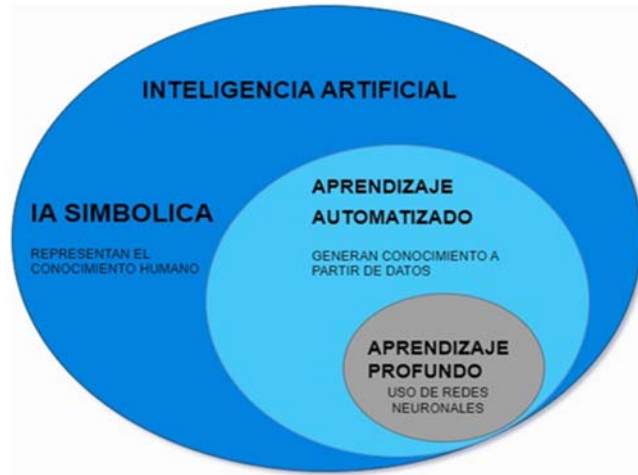 INTELIGENCIA ARTIFICIAL
IA SIMBOLICA
REPRESENTAN EL
CONOCIMIENTO HUMANO
APRENDIZAJE
AUTOMATIZADO
GENERAN CONOCIMIENTO A
PARTIR DE DATOS
APRENDIZAJE
PROFUNDO
USO DE REDES
NEURONALES